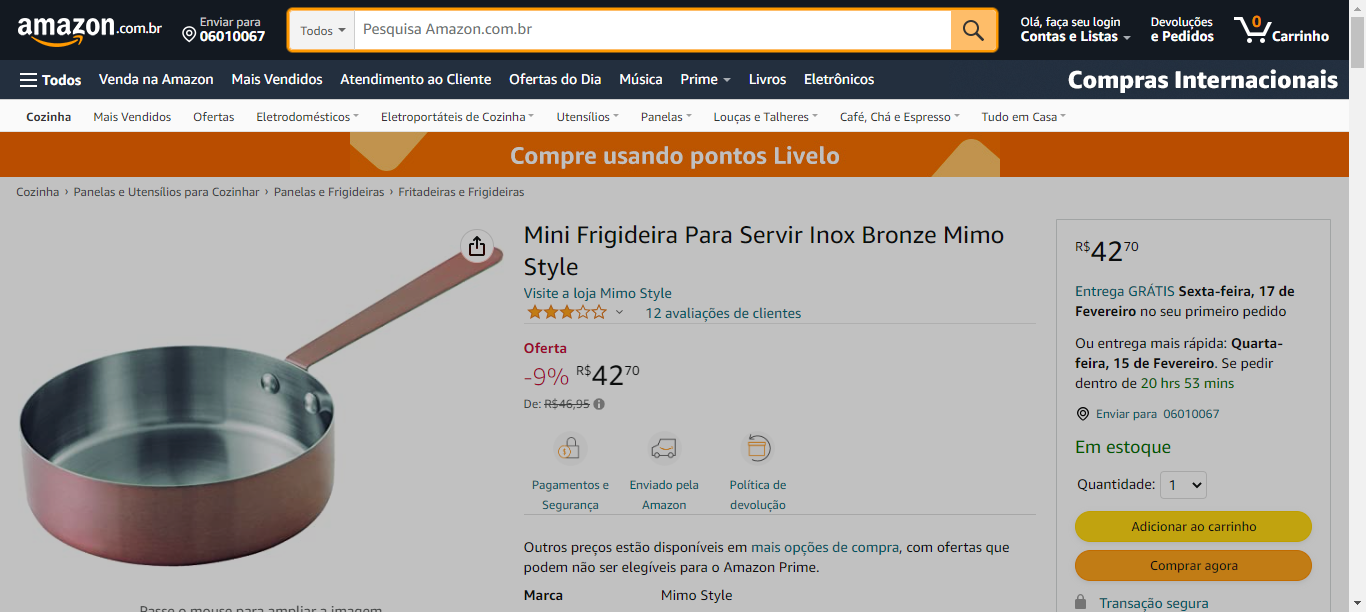 amazon.com.br
Enviar para
06010067
Todos
Pesquisa Amazon.com.br
Olá, faça seu login
Contas e Listas
Devoluções
e Pedidos
0
Carrinho
Todos
Venda na Amazon
Mais Vendidos
Atendimento ao Cliente
Ofertas do Dia
Música
Prime
Livros
Eletrônicos
Compras Internacionais
Cozinha
Mais Vendidos
Ofertas
Eletrodomésticos
Eletroportáteis de Cozinha
Utensílios
Panelas
Louças e Talheres
Café, Chá e Espresso
Tudo em Casa
Compre usando pontos Livelo
Cozinha › Panelas e Utensílios para Cozinhar › Panelas e Frigideiras › Fritadeiras e Frigideiras
Mini Frigideira Para Servir Inox Bronze Mimo
Style
Visite a loja Mimo Style
12 avaliações de clientes
Oferta
-9% R$4270
De: R$46,95
Pagamentos e
Segurança
Enviado pela
Amazon
Política de
devolução
Outros preços estão disponíveis em mais opções de compra, com ofertas que
podem não ser elegíveis para o Amazon Prime.
Marca Mimo Style
Passe o mouse para ampliar a imagem
R$4270
Entrega GRÁTIS Sexta-feira, 17 de
Fevereiro no seu primeiro pedido
Ou entrega mais rápida: Quarta-
feira, 15 de Fevereiro. Se pedir
dentro de 20 hrs 53 mins
Enviar para 06010067
Em estoque
Quantidade: 1
Adicionar ao carrinho
Comprar agora
Transação segura